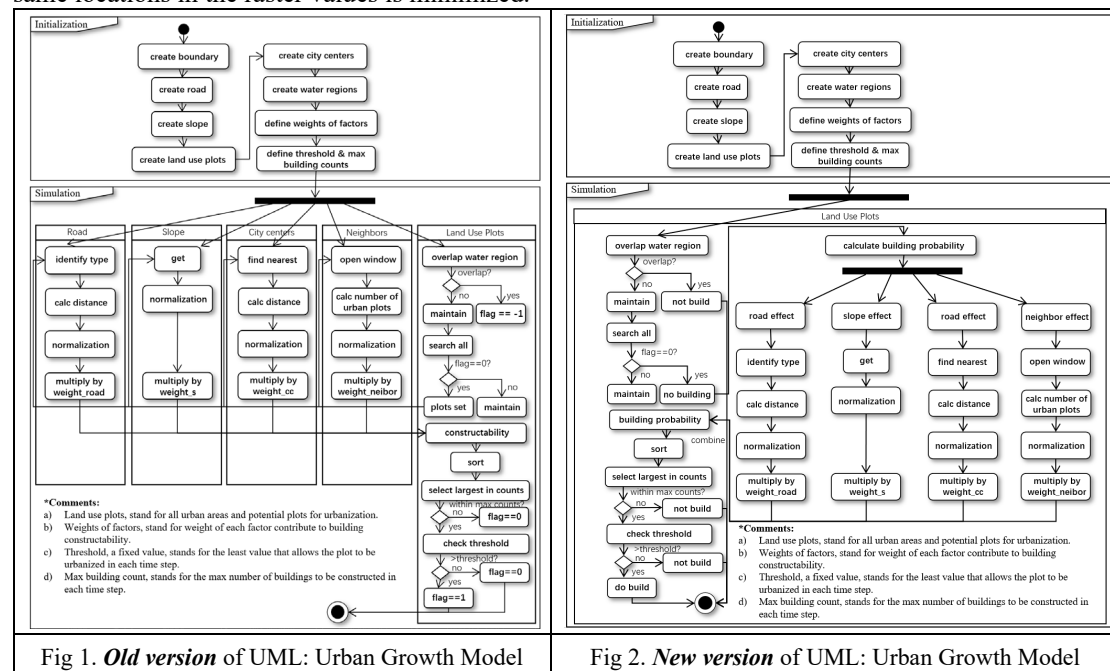 same locations in the raster values is minimized.
Initialization
create boundary
create road
create slope
create land use plots
create city centers
create water regions
define weights of factors
define threshold & max
building counts
Simulation
Road
identify type
calc distance
normalization
multiply by
weight_road
Slope
get
normalization
multiply by
weight_s
City centers
find nearest
calc distance
normalization
multiply by
weight_cc
Neighbors
open window
calc number of
urban plots
normalization
multiply by
weight_neibor
Land Use Plots
overlap water region
overlap?
no
yes
maintain
flag == -1
search all
flag==0?
yes
no
plots set
maintain
constructability
sort
select largest in counts
within max counts?
no
yes
flag==0
check threshold
>threshold?
no
yes
flag==0
flag==1
*Comments:
a) Land use plots, stand for all urban areas and potential plots for urbanization.
b) Weights of factors, stand for weight of each factor contribute to building
constructability.
c) Threshold, a fixed value, stands for the least value that allows the plot to be
urbanized in each time step.
d) Max building count, stands for the max number of buildings to be constructed in
each time step.
Fig 1. Old version of UML: Urban Growth Model
Initialization
create boundary
create road
create slope
create land use plots
create city centers
create water regions
define weights of factors
define threshold & max
building counts
Simulation
Land Use Plots
overlap water region
overlap?
no
yes
maintain
not build
search all
flag==0?
no
yes
maintain
no building
building probability
combine
sort
select largest in counts
within max counts?
no
yes
not build
check threshold
>threshold?
no
yes
not build
do build
calculate building probability
road effect
identify type
calc distance
normalization
multiply by
weight_road
slope effect
get
normalization
multiply by
weight_s
road effect
find nearest
calc distance
normalization
multiply by
weight_cc
neighbor effect
open window
calc number of
urban plots
normalization
multiply by
weight_neibor
*Comments:
a) Land use plots, stand for all urban areas and potential plots for urbanization.
b) Weights of factors, stand for weight of each factor contribute to building
constructability.
c) Threshold, a fixed value, stands for the least value that allows the plot to be
urbanized in each time step.
d) Max building count, stands for the max number of buildings to be constructed in
each time step.
Fig 2. New version of UML: Urban Growth Model